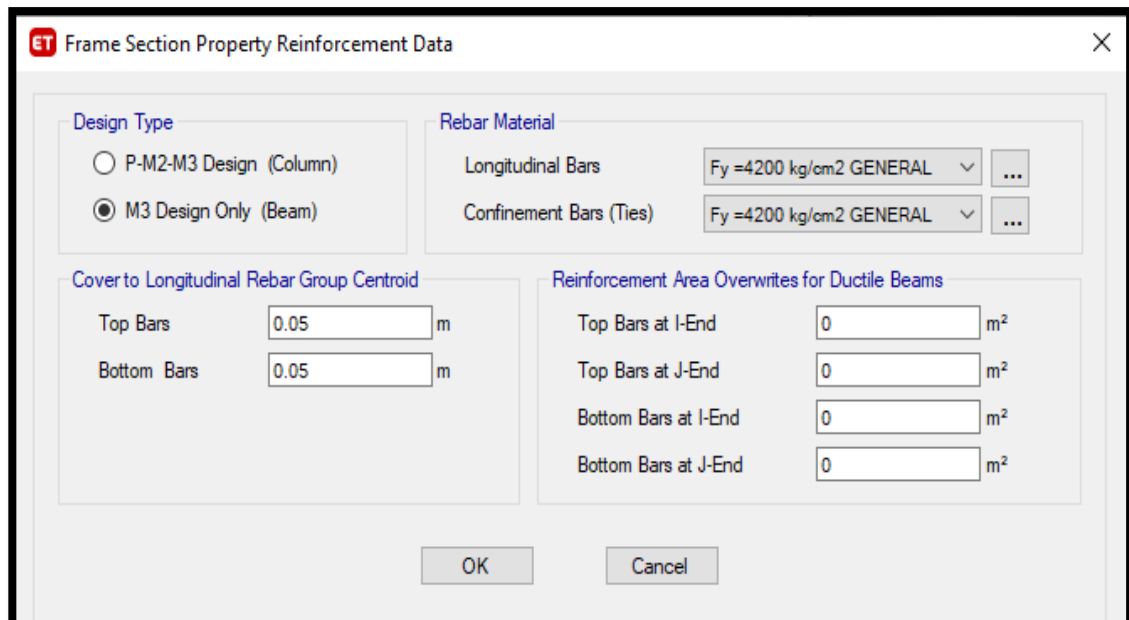 ET Frame Section Property Reinforcement Data
Design Type
P-M2-M3 Design (Column)
M3 Design Only (Beam)
Rebar Material
Longitudinal Bars Fy =4200 kg/cm2 GENERAL ...
Confinement Bars (Ties) Fy =4200 kg/cm2 GENERAL ...
Cover to Longitudinal Rebar Group Centroid
Top Bars 0.05 m
Bottom Bars 0.05 m
Reinforcement Area Overwrites for Ductile Beams
Top Bars at I-End 0 m²
Top Bars at J-End 0 m²
Bottom Bars at I-End 0 m²
Bottom Bars at J-End 0 m²
OK Cancel